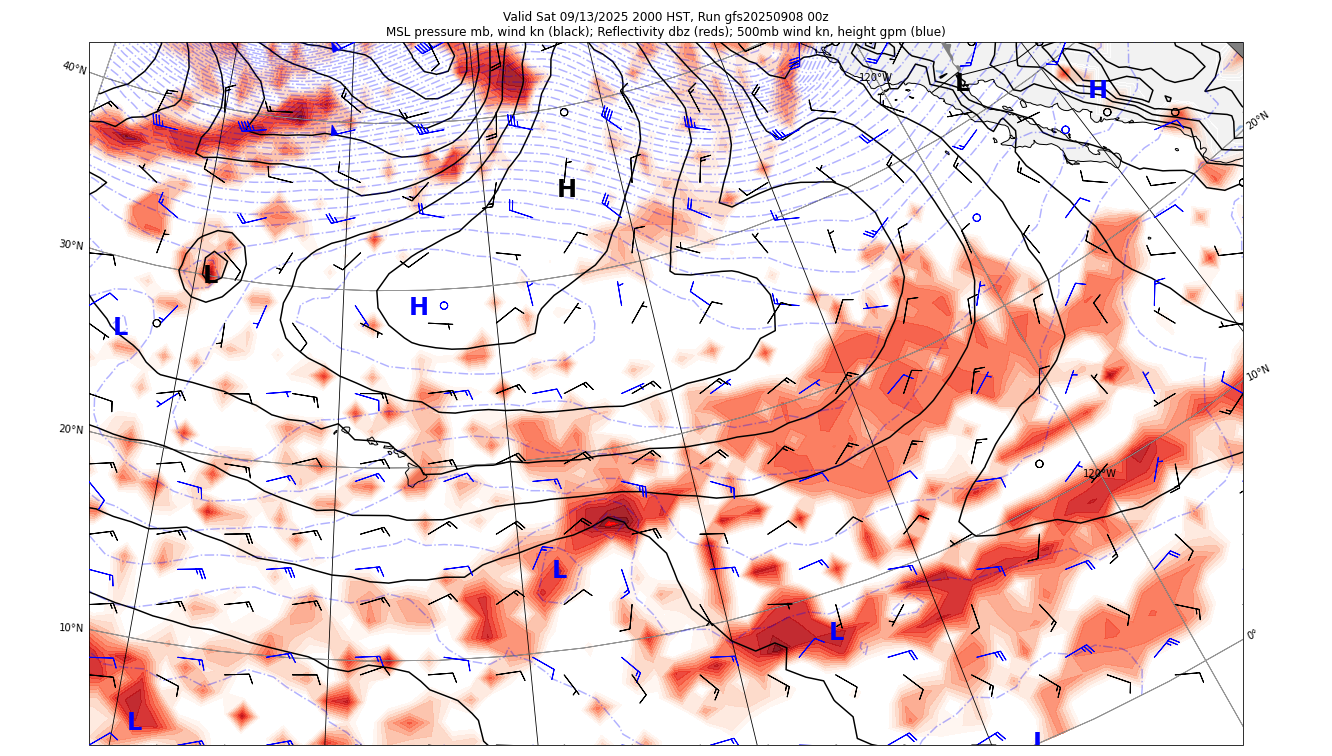 Valid Sat 09/13/2025 2000 HST, Run gfs20250908 00z
MSL pressure mb, wind kn (black); Reflectivity dbz (reds); 500mb wind kn, height gpm (blue)
40°N
120°W
L
H
20°N
H
30°N
L
H
L
10°N
20°N
120°W
L
10°N
L
0°
L
L